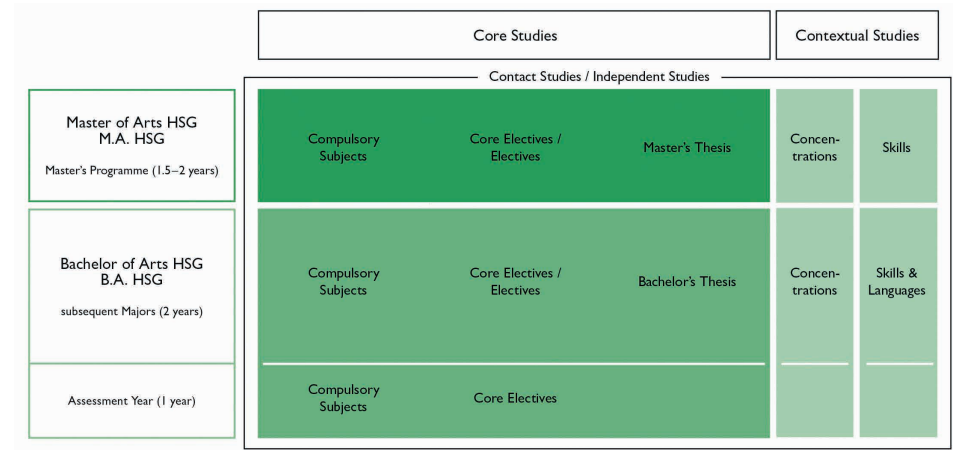 Core Studies
Contextual Studies
Contact Studies / Independent Studies
Master of Arts HSG
M.A. HSG
Master's Programme (1.5–2 years)
Compulsory
Subjects
Core Electives /
Electives
Master's Thesis
Concen-
trations
Skills
Bachelor of Arts HSG
B.A. HSG
subsequent Majors (2 years)
Compulsory
Subjects
Core Electives /
Electives
Bachelor's Thesis
Concen-
trations
Skills &
Languages
Assessment Year (1 year)
Compulsory
Subjects
Core Electives